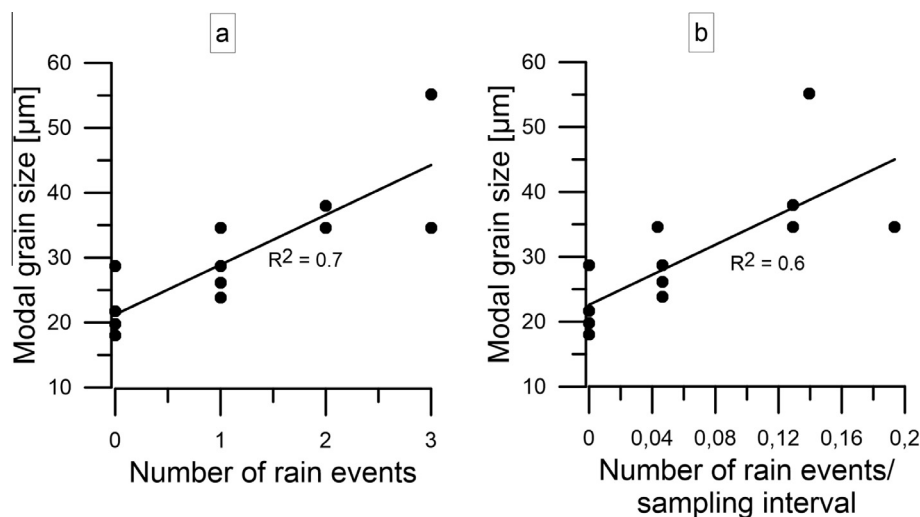 a
Modal grain size [µm]
60
50
40
30
20
10
R² = 0.7
0
1
2
3
Number of rain events
b
Modal grain size [µm]
60
50
40
30
20
10
R² = 0.6
0
0,04
0,08
0,12
0,16
0,2
Number of rain events/
sampling interval